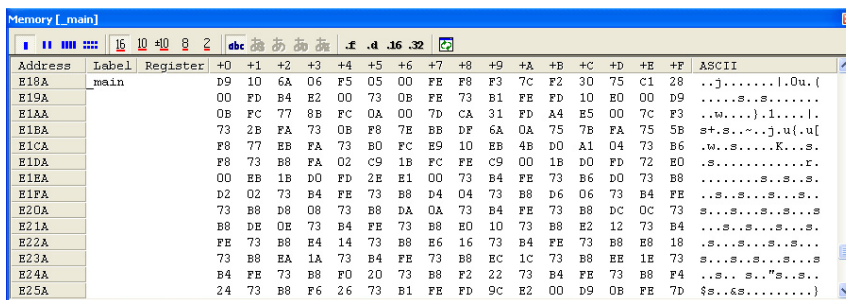 Memory [_main]
16 10 ±10 8 2 abc あ .f .d .16 .32
Address Label Register +0 +1 +2 +3 +4 +5 +6 +7 +8 +9 +A +B +C +D +E +F ASCII
E18A _main D9 10 6A 06 F5 05 00 FE F8 F3 7C F2 30 75 C1 28 ..j.......|.0u.(
E19A 00 FD B4 E2 00 73 0B FE 73 B1 FE FD 10 E0 00 D9 .....s..s.......
E1AA 0B FC 77 8B FC 0A 00 7D CA 31 FD A4 E5 00 7C F3 ..w....}.1....|.
E1BA 73 2B FA 73 0B F8 7E BB DF 6A 0A 75 7B FA 75 5B s+.s..~..j.u{.u[
E1CA F8 77 EB FA 73 B0 FC E9 10 EB 4B D0 A1 04 73 B6 .w..s.....K...s.
E1DA F8 73 B8 FA 02 C9 1B FC FE C9 00 1B D0 FD 72 E0 .s............r.
E1EA 00 EB 1B D0 FD 2E E1 00 73 B4 FE 73 B6 D0 73 B8 ........s..s..s.
E1FA D2 02 73 B4 FE 73 B8 D4 04 73 B8 D6 06 73 B4 FE ..s..s...s...s..
E20A 73 B8 D8 08 73 B8 DA 0A 73 B4 FE 73 B8 DC 0C 73 s...s...s..s...s
E21A B8 DE 0E 73 B4 FE 73 B8 E0 10 73 B8 E2 12 73 B4 ...s..s...s...s.
E22A FE 73 B8 E4 14 73 B8 E6 16 73 B4 FE 73 B8 E8 18 .s...s...s..s...
E23A 73 B8 EA 1A 73 B4 FE 73 B8 EC 1C 73 B8 EE 1E 73 s...s..s...s...s
E24A B4 FE 73 B8 F0 20 73 B8 F2 22 73 B4 FE 73 B8 F4 ..s.. s.."s..s..
E25A 24 73 B8 F6 26 73 B1 FE FD 9C E2 00 D9 0B FE 7D $s..&s.........}